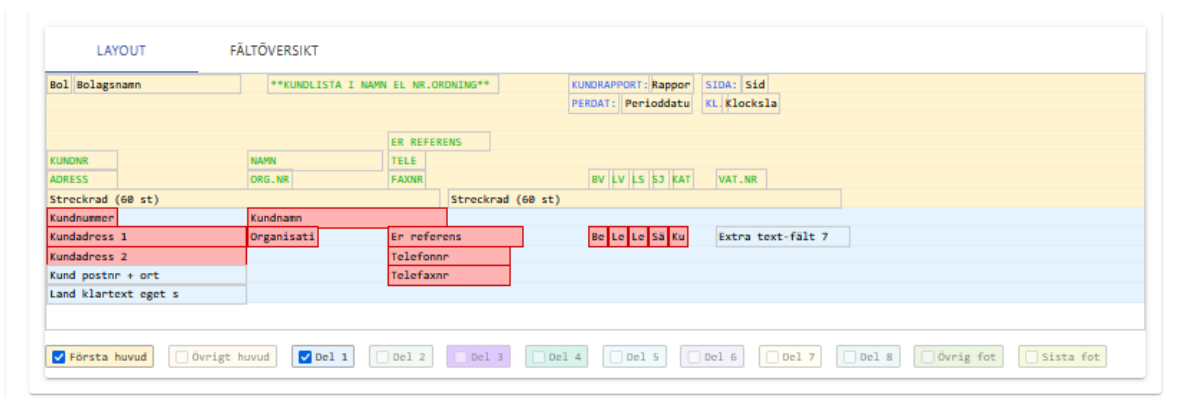 LAYOUT FÄLTÖVERSIKT
Bol Bolagsnamn **KUNDLISTA I NAMN EL NR.ORDNING** KUNDRAPPORT: Rappor SIDA: Sid
PERDAT: Perioddatu KL. Klocksla
ER REFERENS
KUNDNR NAMN TELE
ADRESS ORG.NR FAXNR BV LV LS SJ KAT VAT.NR
Streckrad (60 st) Streckrad (60 st)
Kundnummer Kundnamn
Kundadress 1 Organisati Er referens Be Le Le Sä Ku Extra text-fält 7
Kundadress 2 Telefonnr
Kund postnr + ort Telefaxnr
Land klartext eget s
Första huvud Övrigt huvud Del 1 Del 2 Del 3 Del 4 Del 5 Del 6 Del 7 Del 8 Övrig fot Sista fot